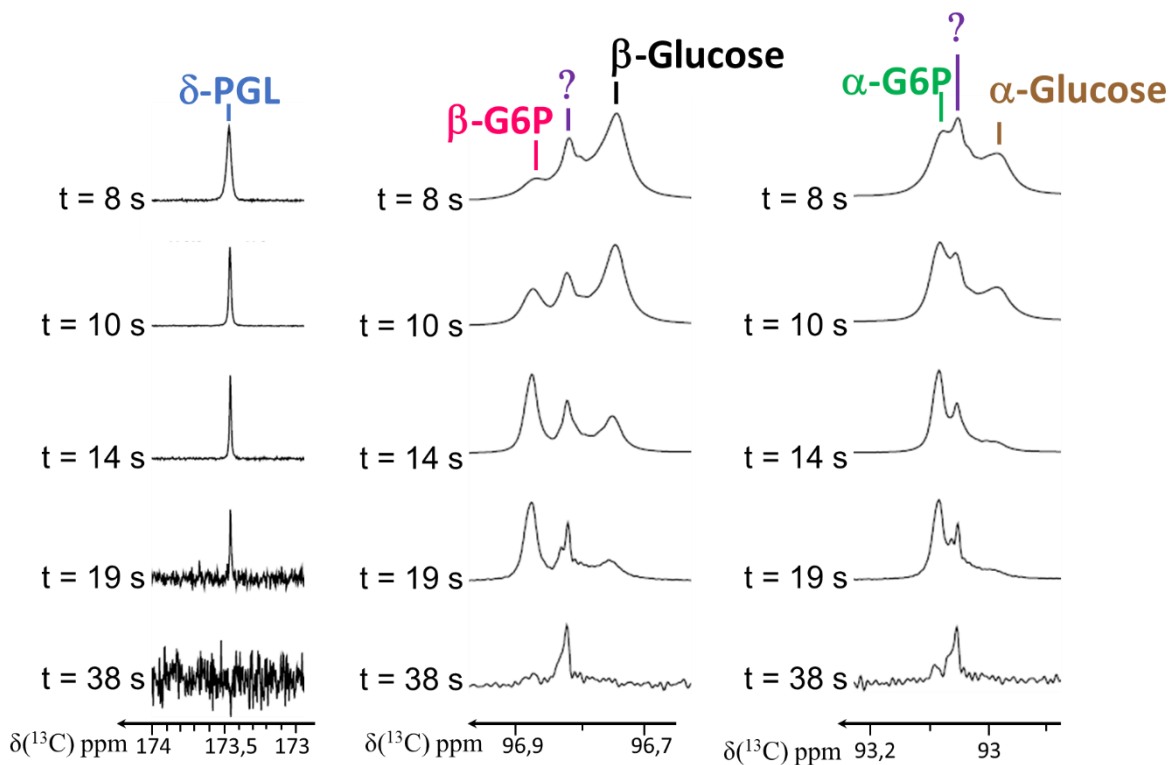 ?
?
β-Glucose
δ-PGL
β-G6P
α-G6P
α-Glucose
t = 8 s
t = 8 s
t = 8 s
t = 10 s
t = 10 s
t = 10 s
t = 14 s
t = 14 s
t = 14 s
t = 19 s
t = 19 s
t = 19 s
t = 38 s
t = 38 s
t = 38 s
δ(¹³C) ppm
174
173,5
173
δ(¹³C) ppm
96,9
96,7
δ(¹³C) ppm
93,2
93